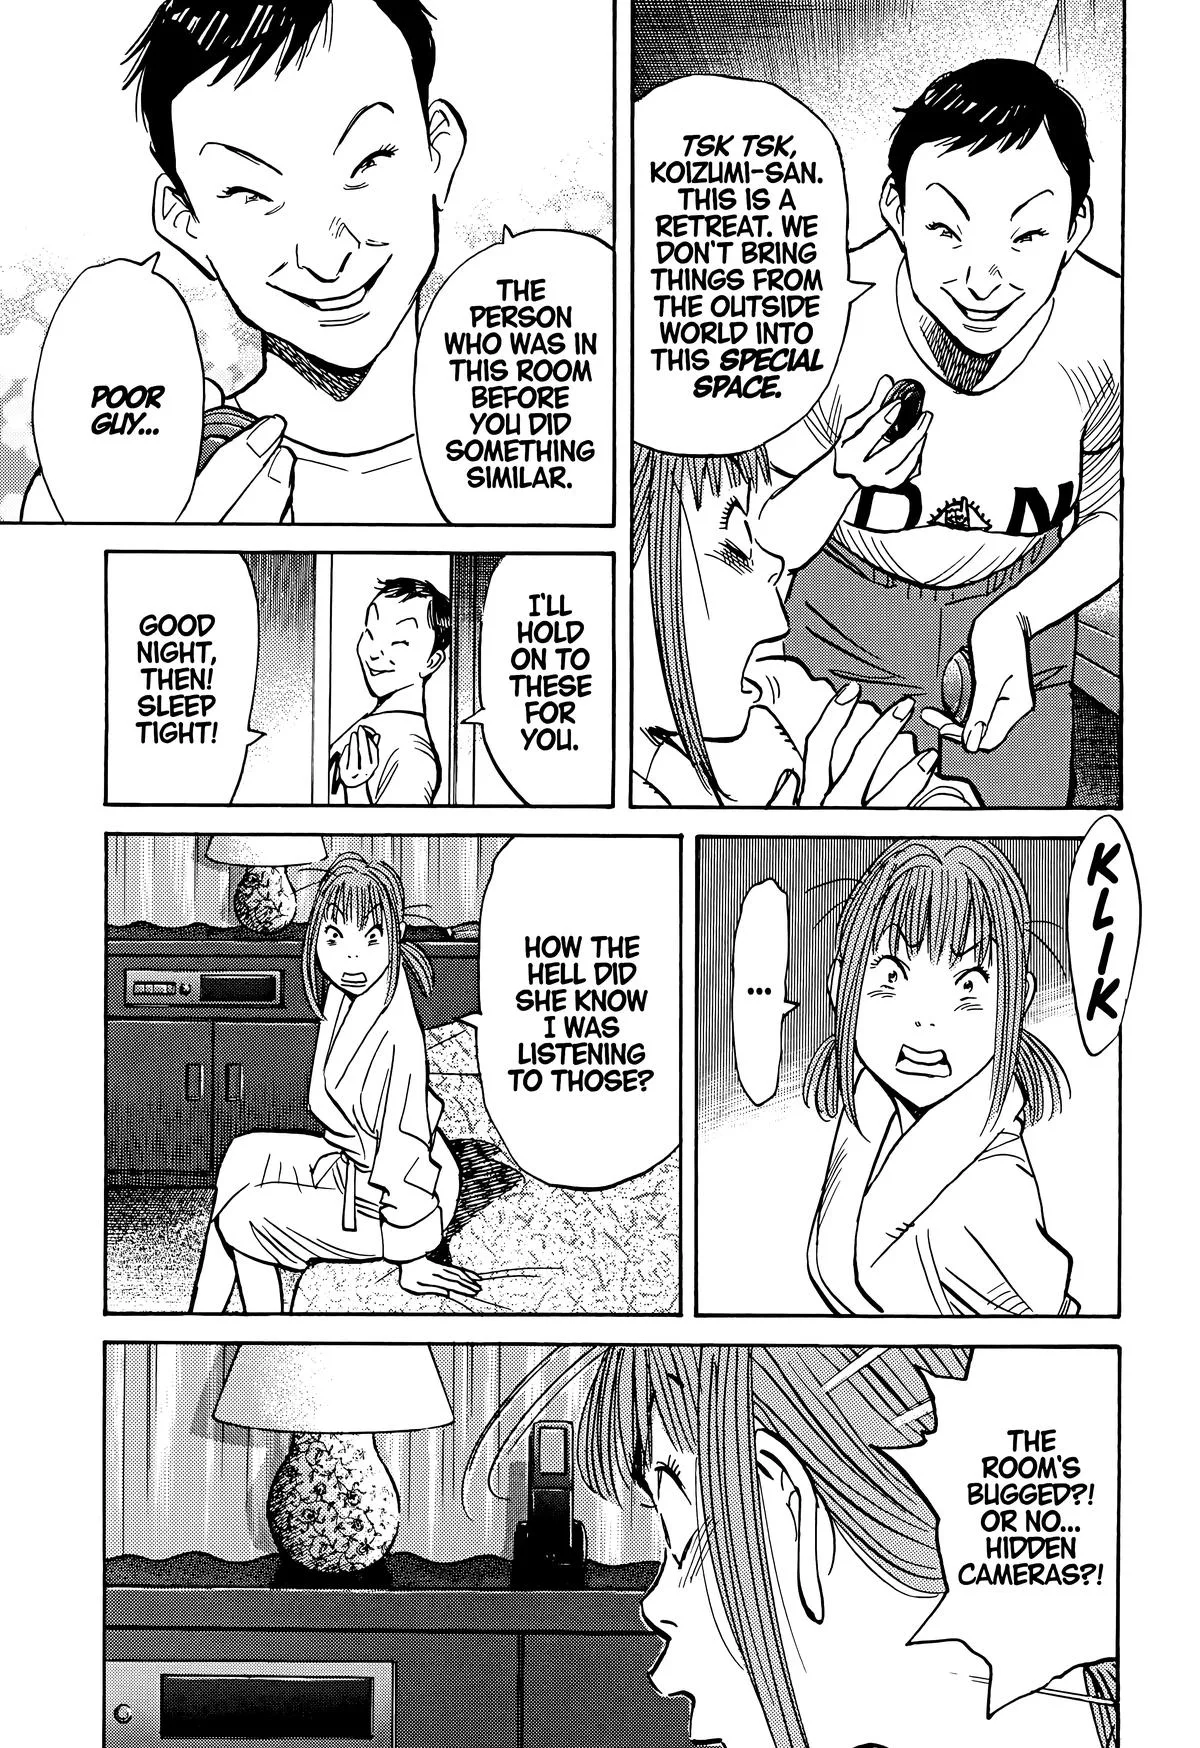 TSK TSK,
KOIZUMI-SAN.
THIS IS A
RETREAT. WE
DON'T BRING
THINGS FROM
THE OUTSIDE
WORLD INTO
THIS SPECIAL
SPACE.
D N
THE
PERSON
WHO WAS IN
THIS ROOM
BEFORE
YOU DID
SOMETHING
SIMILAR.
POOR
GUY...
I'LL
HOLD
ON TO
THESE
FOR
YOU.
GOOD
NIGHT,
THEN!
SLEEP
TIGHT!
KLIK
...
HOW THE
HELL DID
SHE KNOW
I WAS
LISTENING
TO THOSE?
THE
ROOM'S
BUGGED?!
OR NO...
HIDDEN
CAMERAS?!